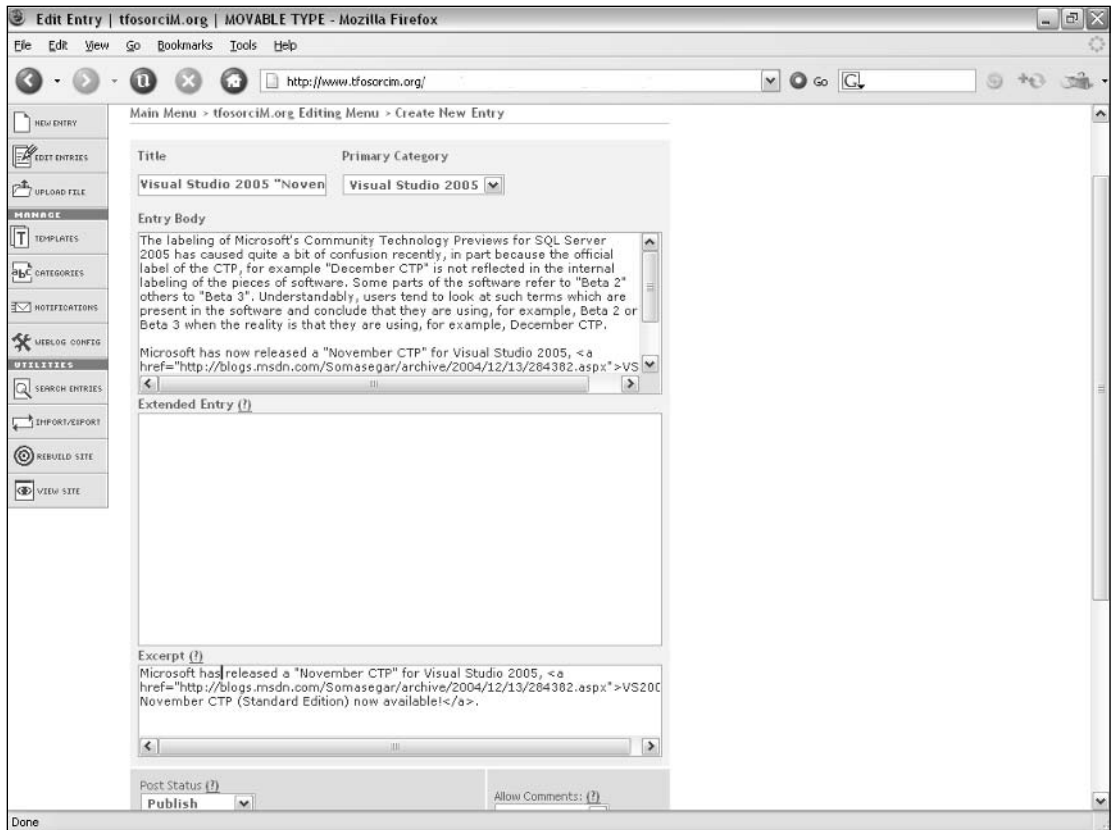 Edit Entry | tfosorciM.org | MOVABLE TYPE - Mozilla Firefox
File Edit View Go Bookmarks Tools Help
http://www.tfosorcim.org/
Go
G
Main Menu > tfosorciM.org Editing Menu > Create New Entry
NEW ENTRY
EDIT ENTRIES
UPLOAD FILE
MANAGE
TEMPLATES
CATEGORIES
NOTIFICATIONS
WEBLOG CONFIG
UTILITIES
SEARCH ENTRIES
IMPORT/EXPORT
REBUILD SITE
VIEW SITE
Title
Primary Category
Visual Studio 2005 "Noven
Visual Studio 2005
Entry Body
The labeling of Microsoft's Community Technology Previews for SQL Server
2005 has caused quite a bit of confusion recently, in part because the official
label of the CTP, for example "December CTP" is not reflected in the internal
labeling of the pieces of software. Some parts of the software refer to "Beta 2"
others to "Beta 3". Understandably, users tend to look at such terms which are
present in the software and conclude that they are using, for example, Beta 2 or
Beta 3 when the reality is that they are using, for example, December CTP.
Microsoft has now released a "November CTP" for Visual Studio 2005, <a
href="http://blogs.msdn.com/Somasegar/archive/2004/12/13/284382.aspx">VS
Extended Entry (?)
Excerpt (?)
Microsoft has released a "November CTP" for Visual Studio 2005, <a
href="http://blogs.msdn.com/Somasegar/archive/2004/12/13/284382.aspx">VS200
November CTP (Standard Edition) now available!</a>.
Post Status (?)
Publish
Allow Comments: (?)
Done